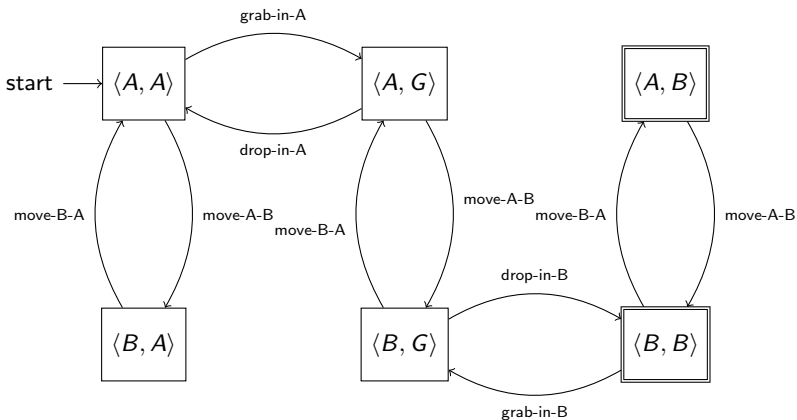 grab-in-A
start
⟨A, A⟩
⟨A, G⟩
⟨A, B⟩
drop-in-A
move-B-A
move-A-B
move-B-A
move-A-B
move-B-A
move-A-B
drop-in-B
⟨B, A⟩
⟨B, G⟩
⟨B, B⟩
grab-in-B